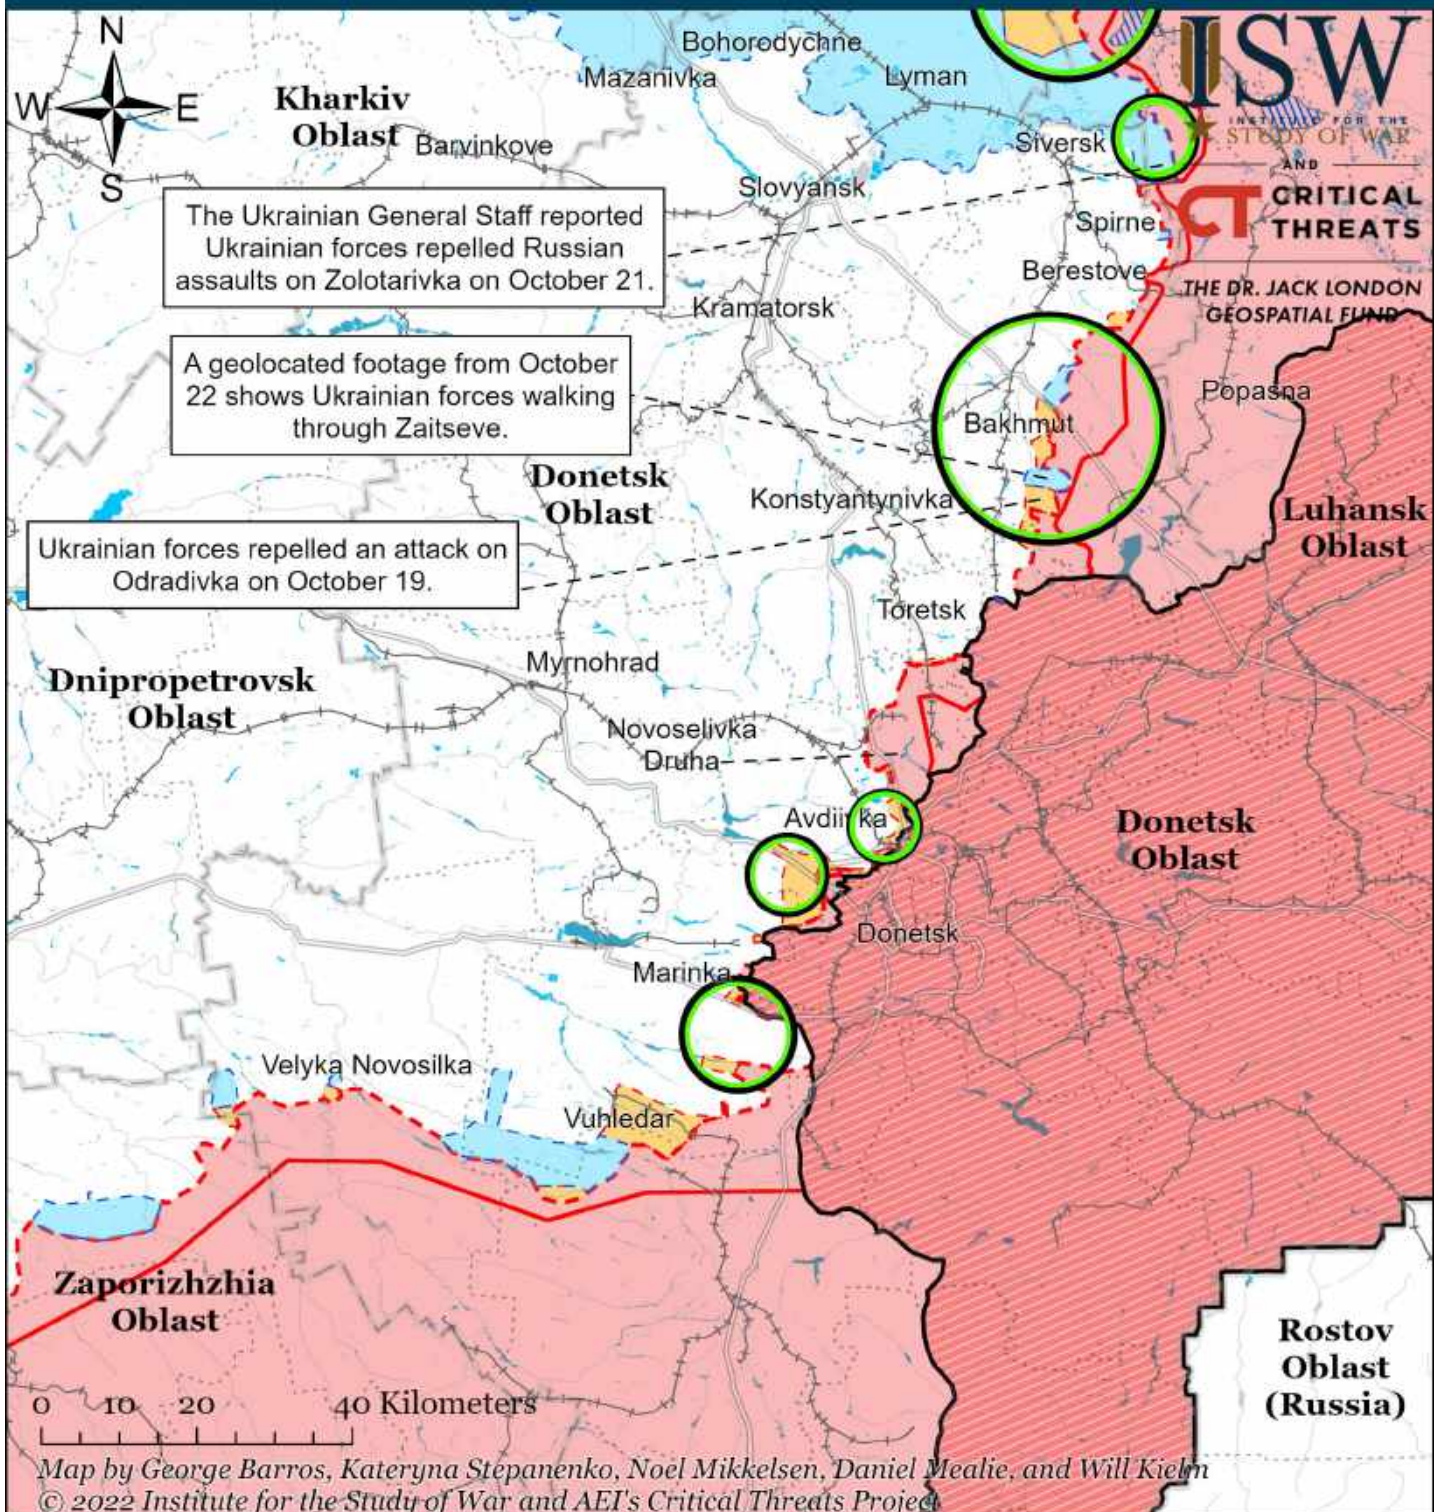 N
W
E
S
Kharkiv
Oblast
Bohorodychne
Mazanivka
Lyman
ISW
INSTITUTE FOR THE
STUDY OF WAR
AND
CT CRITICAL
THREATS
THE DR. JACK LONDON
GEOSPATIAL FUND
Barvinkove
Siversk
Slovyansk
Spirne
Berestove
The Ukrainian General Staff reported
Ukrainian forces repelled Russian
assaults on Zolotarivka on October 21.
Kramatorsk
A geolocated footage from October
22 shows Ukrainian forces walking
through Zaitseve.
Popasna
Bakhmut
Donetsk
Oblast
Konstyantynivka
Luhansk
Oblast
Ukrainian forces repelled an attack on
Odradivka on October 19.
Toretsk
Myrnohrad
Dnipropetrovsk
Oblast
Novoselivka
Druha
Avdiivka
Donetsk
Oblast
Donetsk
Marinka
Velyka Novosilka
Vuhledar
Zaporizhzhia
Oblast
Rostov
Oblast
(Russia)
0 10 20 40 Kilometers
Map by George Barros, Kateryna Stepanenko, Noel Mikkelsen, Daniel Mealie, and Will Kielm
© 2022 Institute for the Study of War and AEI's Critical Threats Project